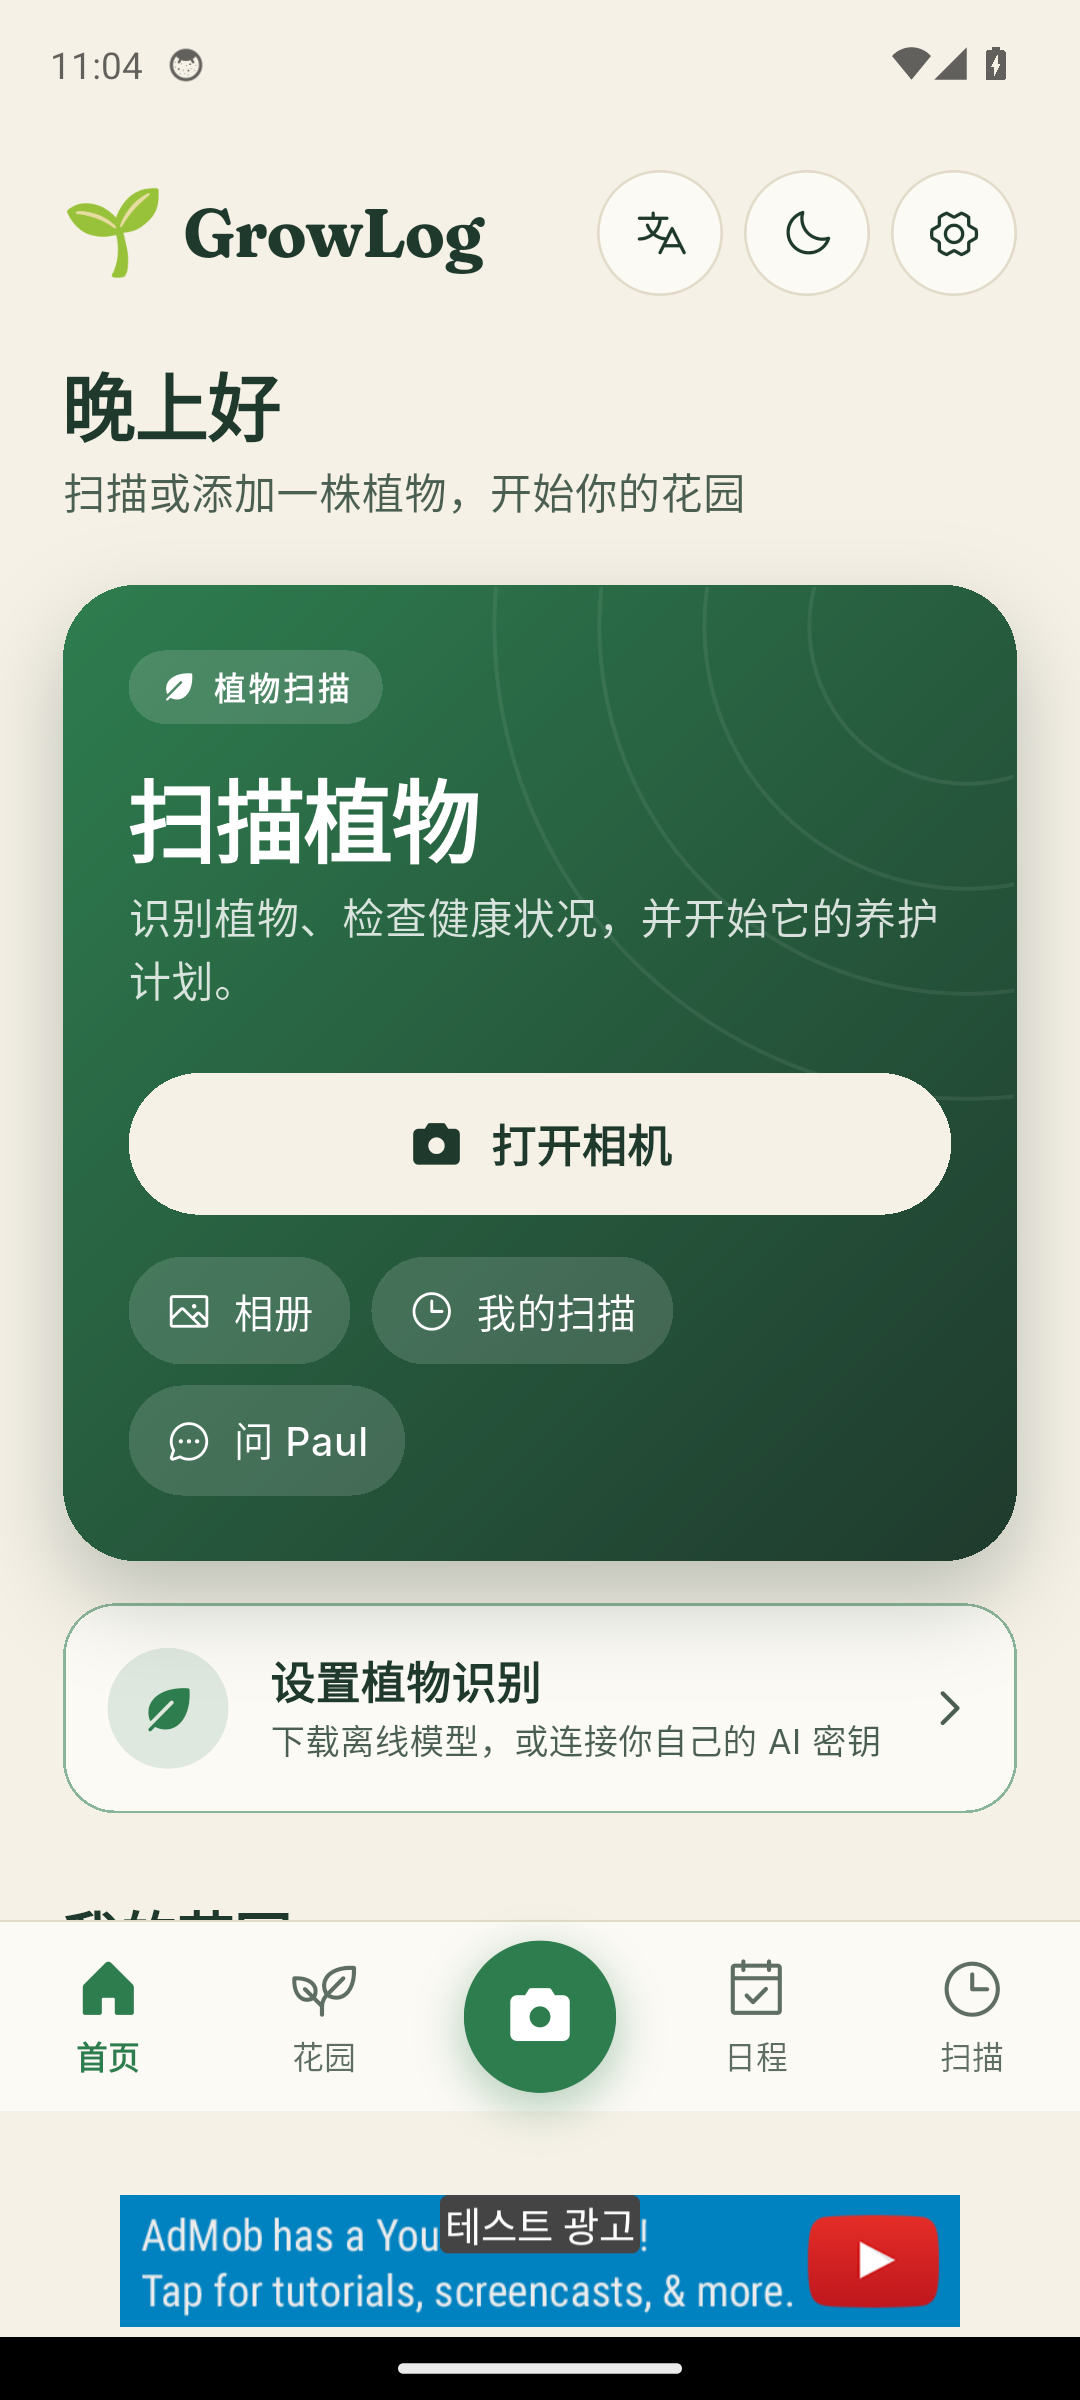 11:04
GrowLog
晚上好
扫描或添加一株植物，开始你的花园
植物扫描
扫描植物
识别植物、检查健康状况，并开始它的养护
计划。
打开相机
相册
我的扫描
问 Paul
设置植物识别
下载离线模型，或连接你自己的 AI 密钥
首页
花园
日程
扫描
AdMob has a You
테스트 광고
!
Tap for tutorials, screencasts, & more.